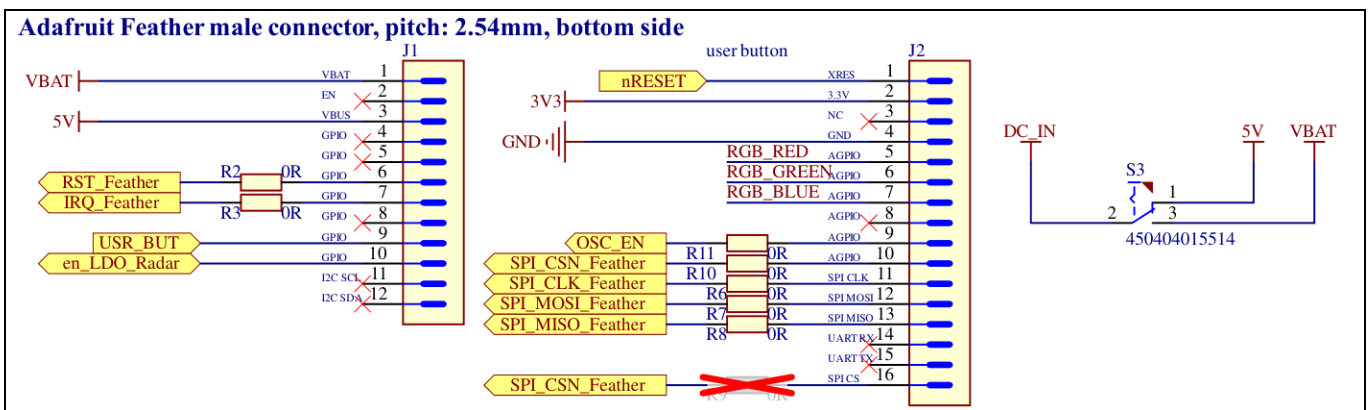 Adafruit Feather male connector, pitch: 2.54mm, bottom side
J1
VBAT
VBAT 1
EN 2
5V
VBUS 3
GPIO 4
GPIO 5
RST_Feather R2 0R GPIO 6
IRQ_Feather R3 0R GPIO 7
GPIO 8
USR_BUT GPIO 9
en_LDO_Radar GPIO 10
I2C SCL 11
I2C SDA 12
user button
J2
nRESET XRES 1
3V3 3.3V 2
NC 3
GND GND 4
RGB_RED AGPIO 5
RGB_GREEN AGPIO 6
RGB_BLUE AGPIO 7
AGPIO 8
OSC_EN AGPIO 9
R11 0R
SPI_CSN_Feather AGPIO 10
R10 0R
SPI_CLK_Feather SPI CLK 11
R6 0R
SPI_MOSI_Feather SPI MOSI 12
R7 0R
SPI_MISO_Feather SPI MISO 13
R8 0R
UART RX 14
UART TX 15
SPI_CSN_Feather SPI CS 16
R9 0R
DC_IN
5V
VBAT
S3
1
2
3
450404015514